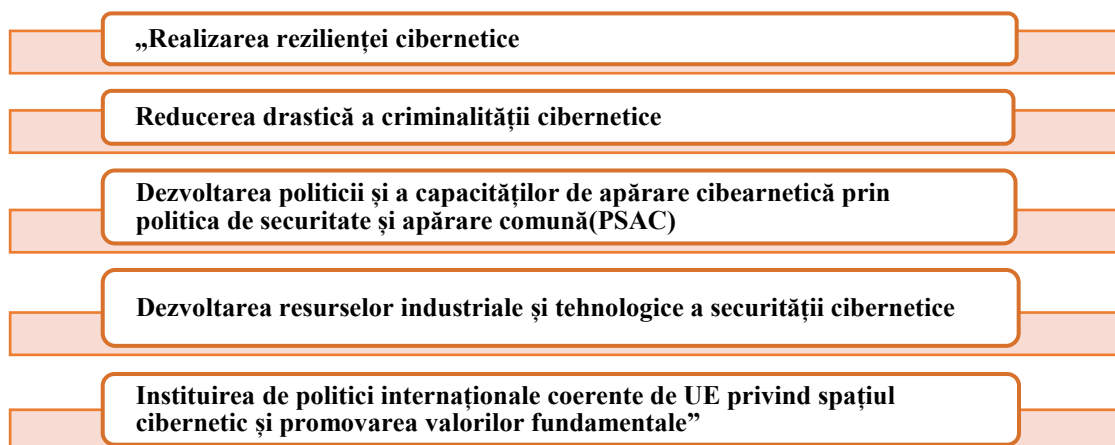 „Realizarea rezilienței cibernetice
Reducerea drastică a criminalității cibernetice
Dezvoltarea politicii și a capacităților de apărare cibearnetică prin
politica de securitate și apărare comună(PSAC)
Dezvoltarea resurselor industriale și tehnologice a securității cibernetice
Instituirea de politici internaționale coerente de UE privind spațiul
cibernetic și promovarea valorilor fundamentale”